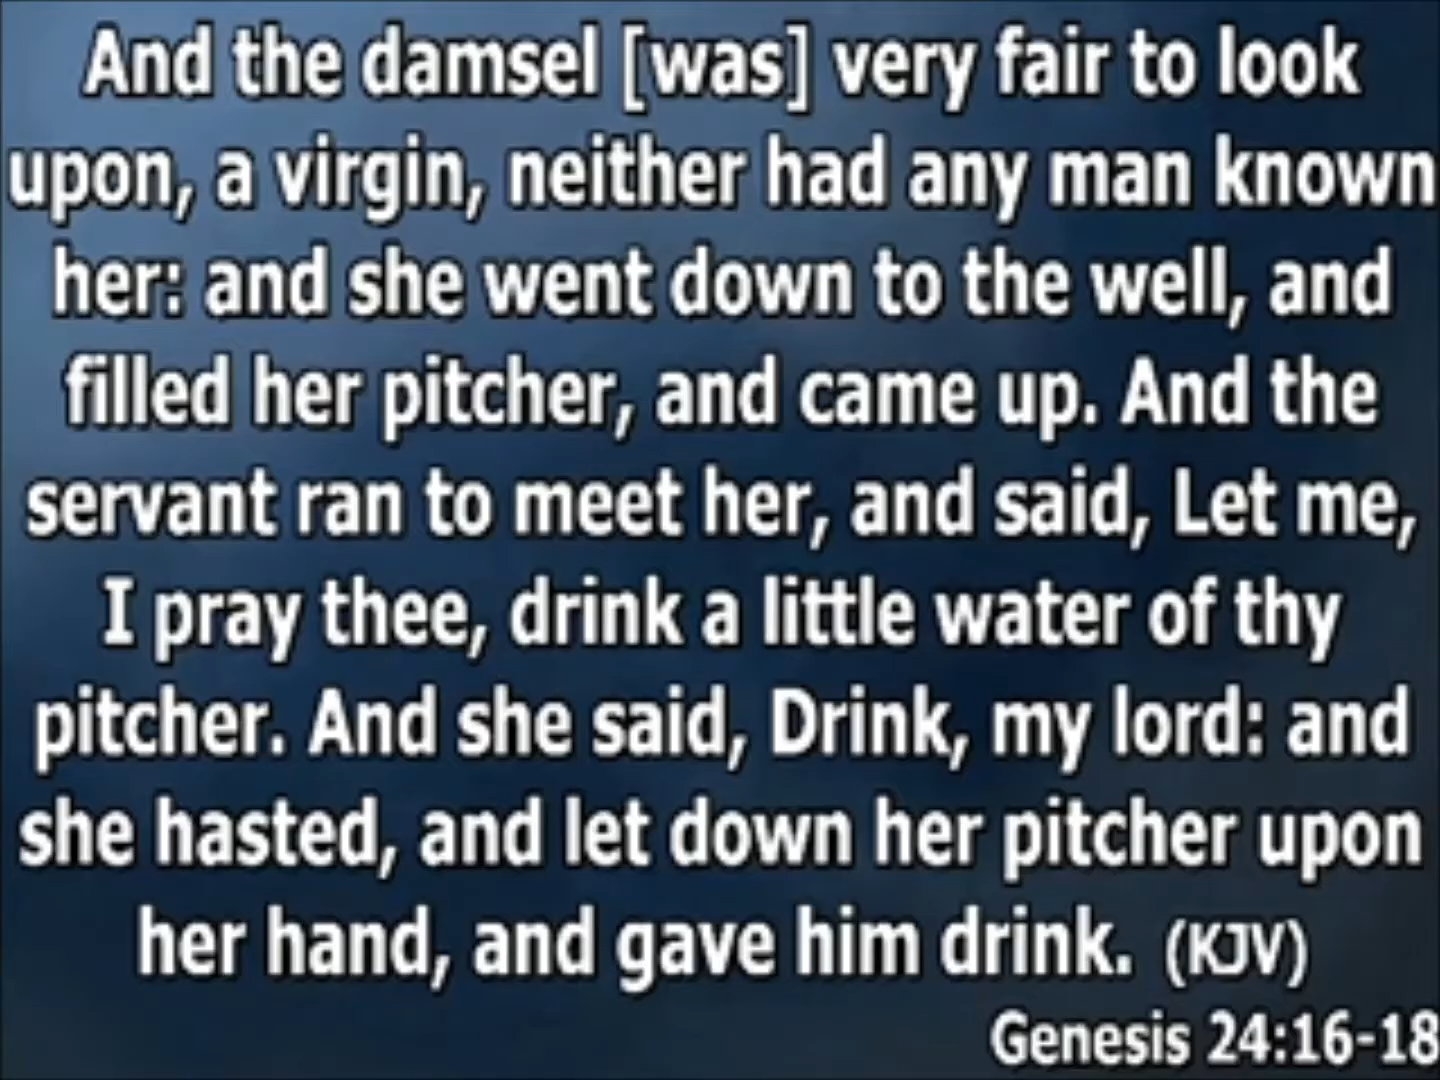 And the damsel [was] very fair to look
upon, a virgin, neither had any man known
her: and she went down to the well, and
filled her pitcher, and came up. And the
servant ran to meet her, and said, Let me,
I pray thee, drink a little water of thy
pitcher. And she said, Drink, my lord: and
she hasted, and let down her pitcher upon
her hand, and gave him drink. (KJV)
Genesis 24:16-18